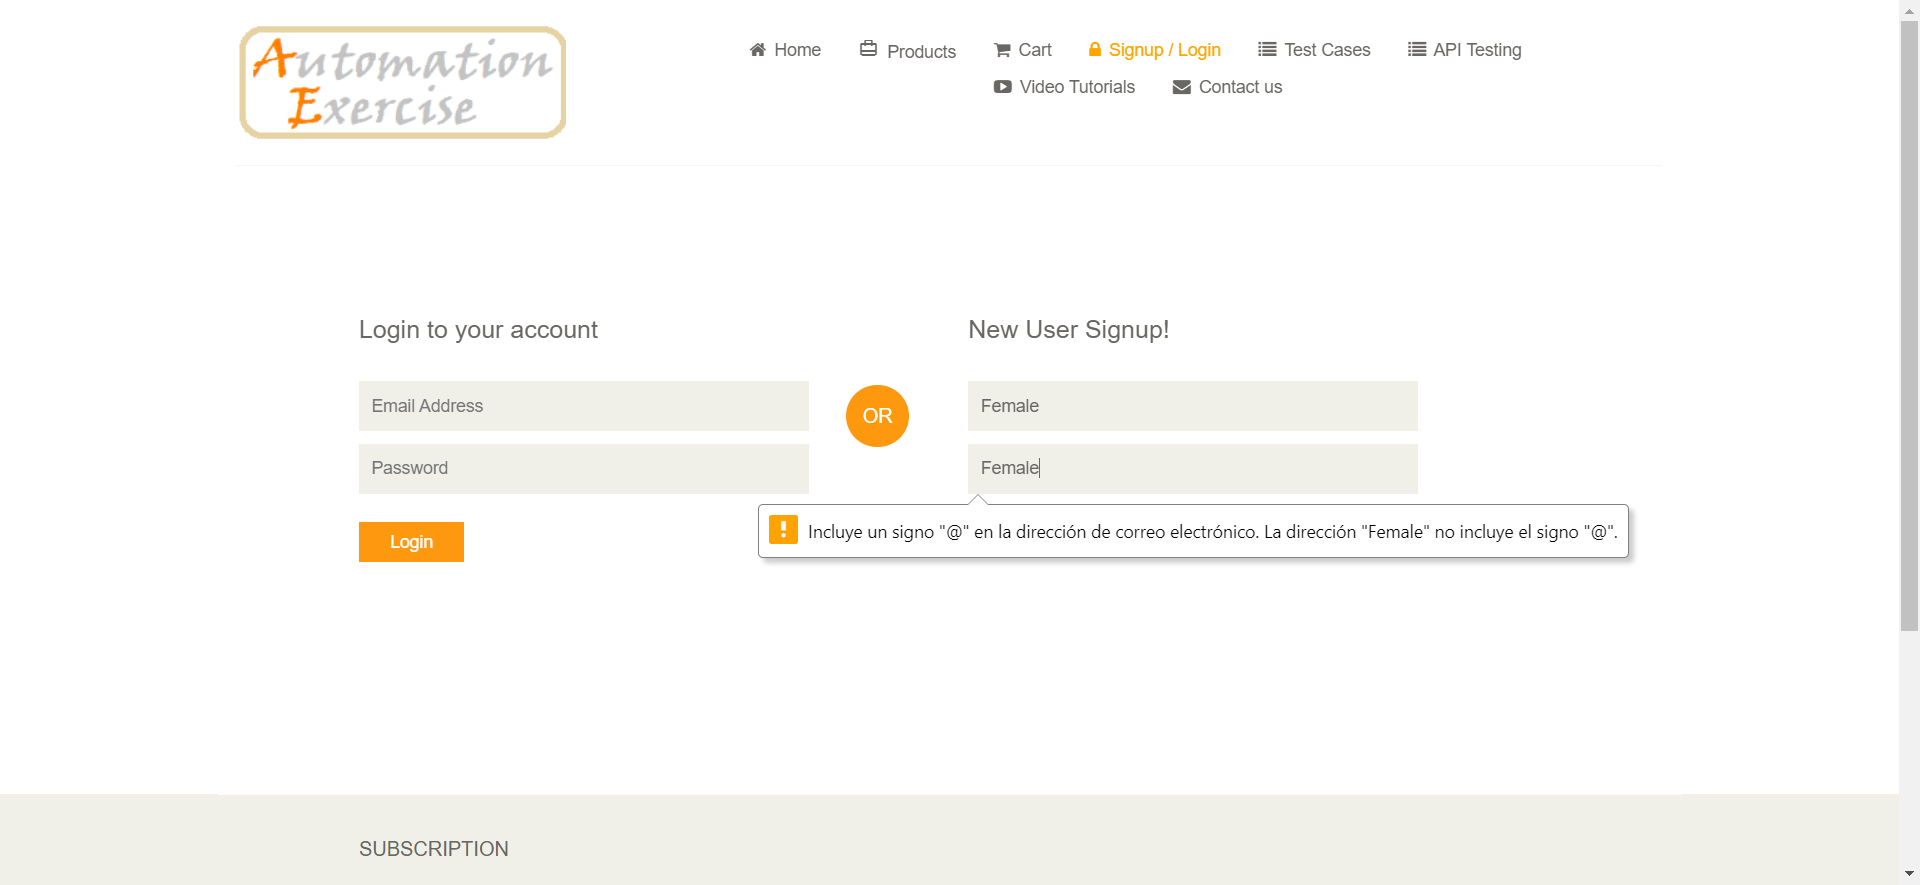 Automation
Exercise
Home
Products
Cart
Signup / Login
Test Cases
API Testing
Video Tutorials
Contact us
Login to your account
Email Address
Password
Login
OR
New User Signup!
Female
Female
Incluye un signo "@" en la dirección de correo electrónico. La dirección "Female" no incluye el signo "@".
SUBSCRIPTION